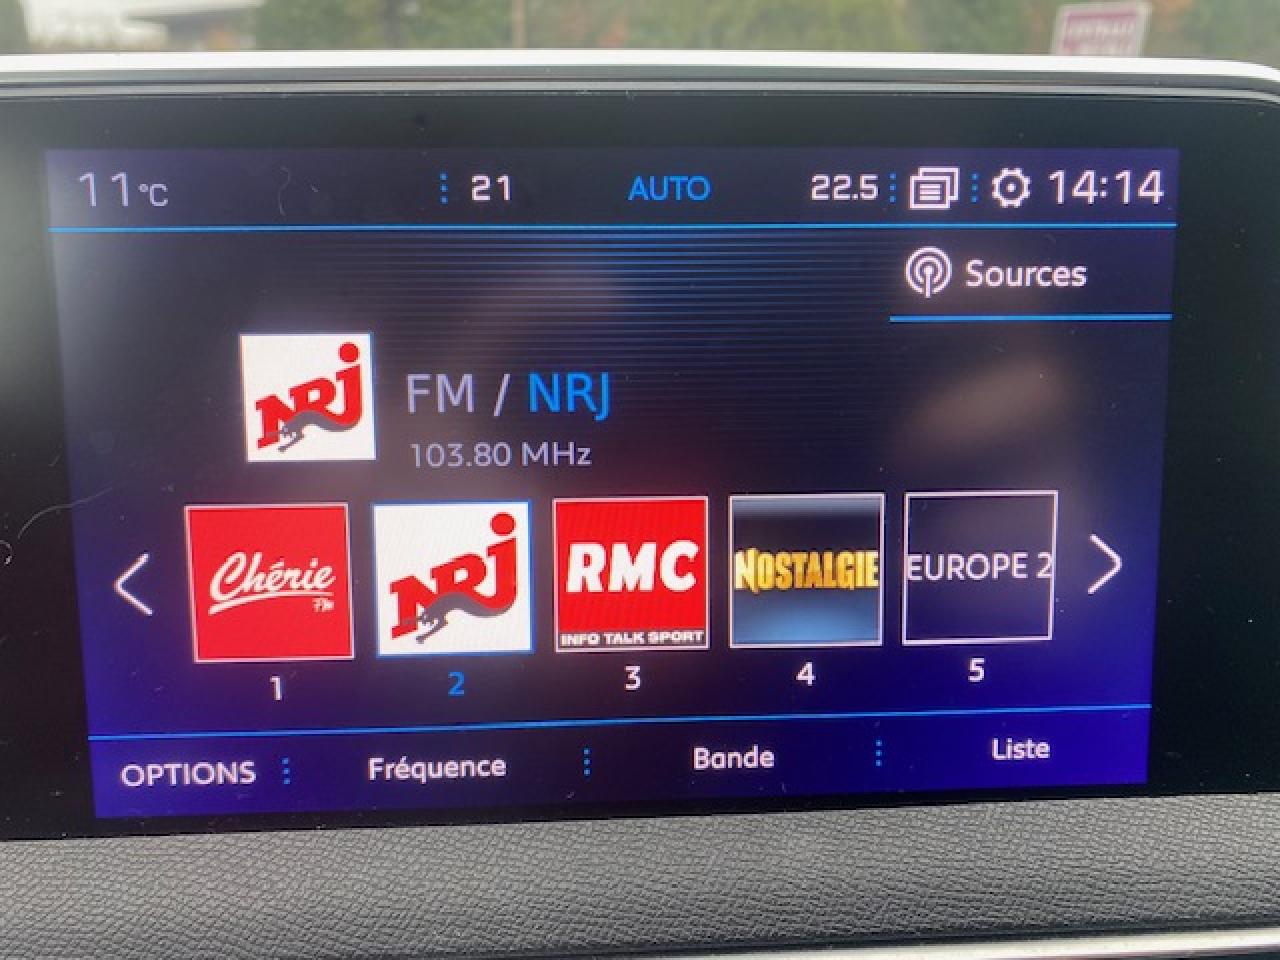 11°C 21 AUTO 22.5 14:14
Sources
NRJ
FM / NRJ
103.80 MHz
Chérie FM
NRJ
RMC
INFO TALK SPORT
NOSTALGIE
EUROPE 2
1 2 3 4 5
OPTIONS Fréquence Bande Liste